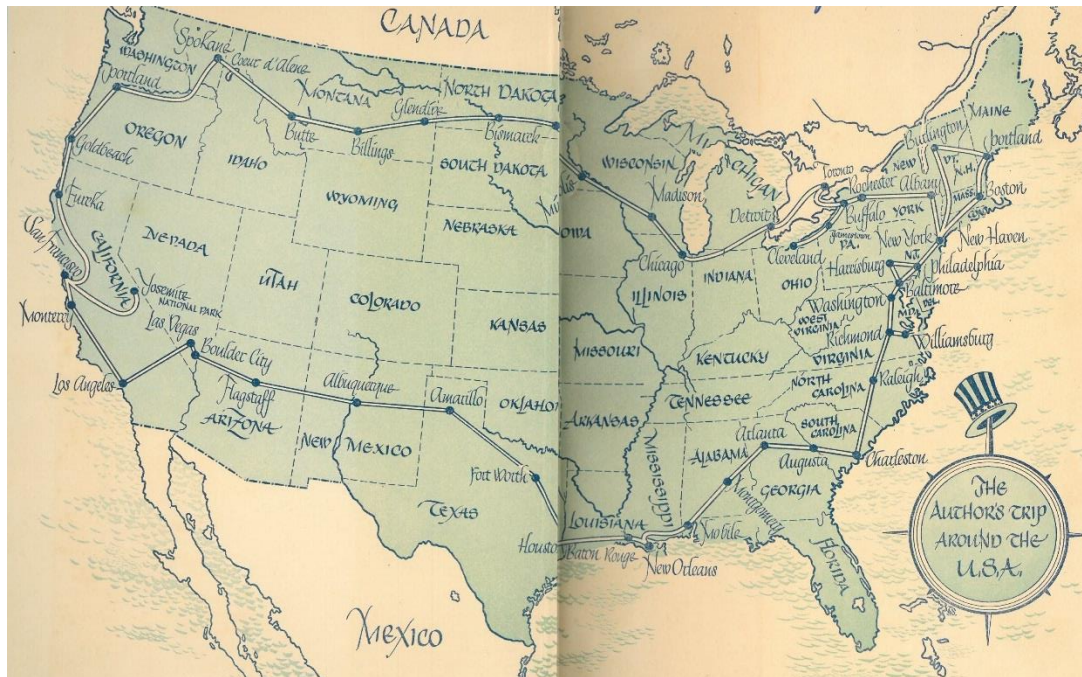 CANADA
Spokane
WASHINGTON
Coeur d'Alene
Portland
MONTANA
NORTH DAKOTA
Glendive
Butte
Billings
Bismarck
OREGON
Goldbeach
IDAHO
SOUTH DAKOTA
WYOMING
Eureka
NEBRASKA
San Francisco
CALIFORNIA
NEVADA
UTAH
COLORADO
KANSAS
Yosemite
NATIONAL PARK
Monterey
Las Vegas
Boulder City
Los Angeles
Flagstaff
Albuquerque
Amarillo
ARIZONA
NEW
MEXICO
Fort Worth
TEXAS
MEXICO
MAINE
Burlington
Portland
WISCONSIN
MICHIGAN
NEW
VT.
N.H.
Toronto
Rochester
Albany
MASS.
Boston
Madison
Detroit
Buffalo
YORK
Jamestown
PA.
New York
New Haven
Chicago
Cleveland
INDIANA
OHIO
Harrisburg
N.J.
Philadelphia
Baltimore
ILLINOIS
Washington
MD.
DEL.
WEST
VIRGINIA
Richmond
Williamsburg
MISSOURI
KENTUCKY
VIRGINIA
Raleigh
NORTH
CAROLINA
TENNESSEE
ARKANSAS
SOUTH
CAROLINA
Atlanta
MISSISSIPPI
ALABAMA
Augusta
Charleston
GEORGIA
Montgomery
LOUISIANA
Mobile
Baton Rouge
New Orleans
FLORIDA
THE
AUTHOR'S TRIP
AROUND THE
U.S.A.